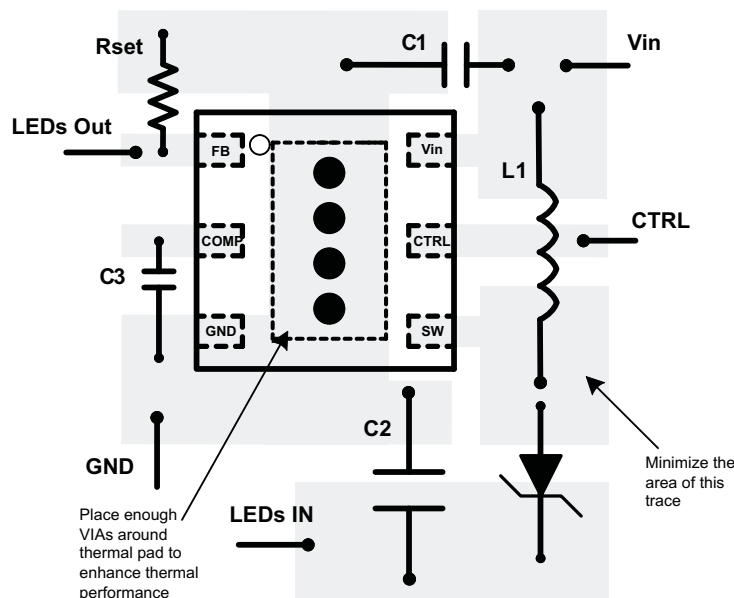 Rset
C1
Vin
LEDs Out
FB
Vin
L1
COMP
CTRL
CTRL
C3
GND
SW
C2
GND
Minimize the
area of this
trace
Place enough
VIAs around
thermal pad to
enhance thermal
performance
LEDs IN